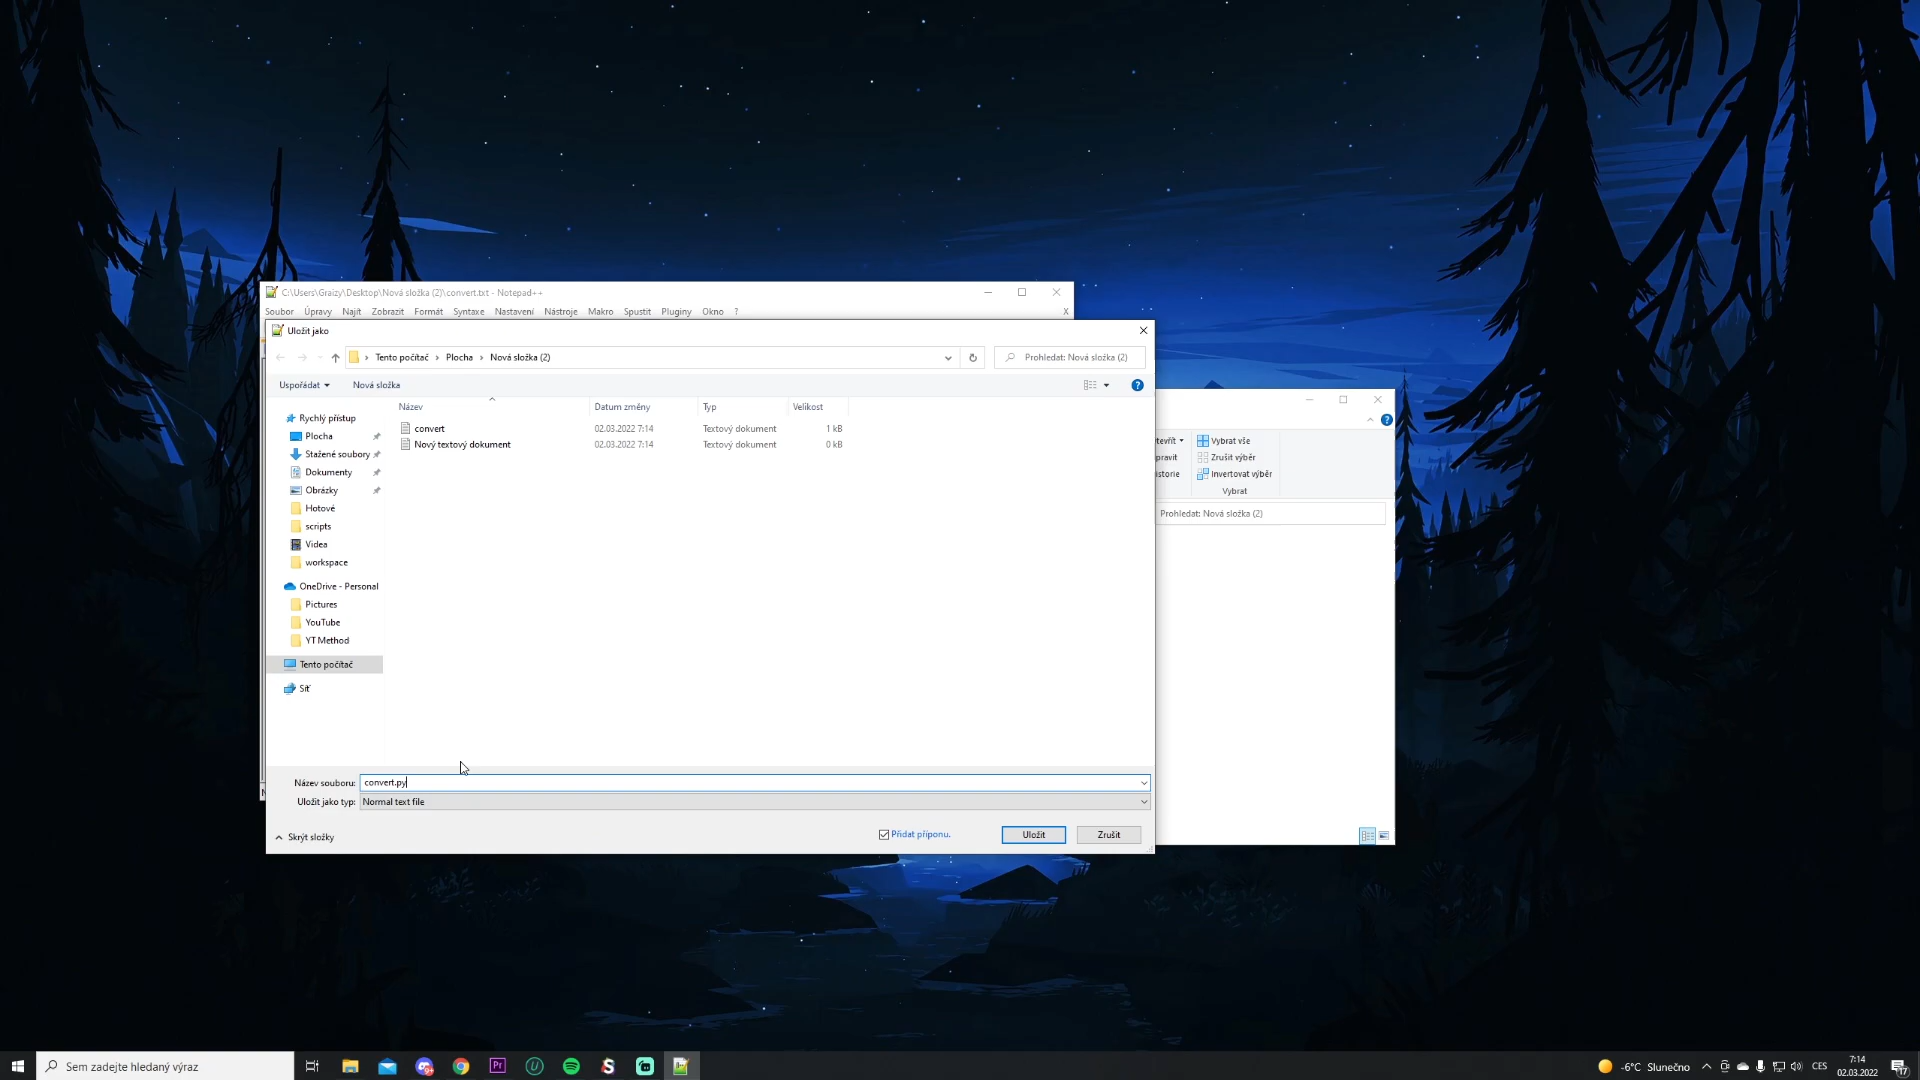 C:\Users\Graizy\Desktop\Nová složka (2)\convert.txt - Notepad++
Soubor Úpravy Najít Zobrazit Formát Syntaxe Nastavení Nástroje Makro Spustit Pluginy Okno ? X
Uložit jako
Tento počítač › Plocha › Nová složka (2)
Prohledat: Nová složka (2)
Uspořádat
Nová složka
Název Datum změny Typ Velikost
convert 02.03.2022 7:14 Textový dokument 1 kB
Nový textový dokument 02.03.2022 7:14 Textový dokument 0 kB
Rychlý přístup
Plocha
Stažené soubory
Dokumenty
Obrázky
Hotové
scripts
Videa
workspace
OneDrive - Personal
Pictures
YouTube
YT Method
Tento počítač
Síť
Název souboru: convert.py
Uložit jako typ: Normal text file
Skrýt složky
Přidat příponu.
Uložit
Zrušit
tevřít
pravit
istorie
Vybrat vše
Zrušit výběr
Invertovat výběr
Vybrat
Prohledat: Nová složka (2)
Sem zadejte hledaný výraz
Pr
-6°C Slunečno
CES
7:14
02.03.2022
17